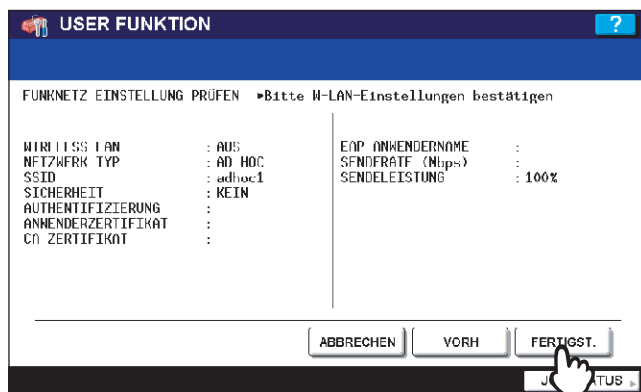 USER FUNKTION
?
FUNKNETZ EINSTELLUNG PRÜFEN ▶Bitte W-LAN-Einstellungen bestätigen
WIRELESS LAN : AUS
NETZWERK TYP : AD HOC
SSID : adhoc1
SICHERHEIT : KEIN
AUTHENTIFIZIERUNG :
ANWENDERZERTIFIKAT :
CA ZERTIFIKAT :
EAP ANWENDERNAME :
SENDERATE (Mbps) :
SENDELEISTUNG : 100%
ABBRECHEN
VORH
FERTIGST.